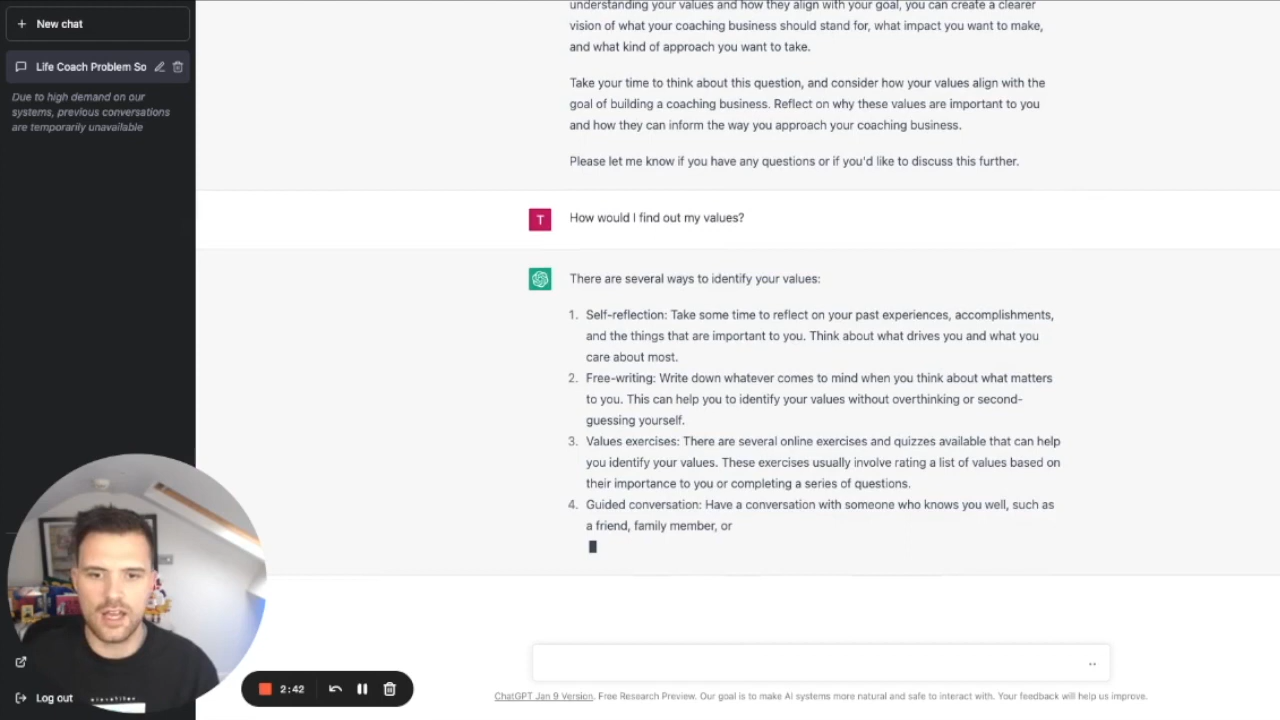 New chat
Life Coach Problem So
Due to high demand on our
systems, previous conversations
are temporarily unavailable
understanding your values and how they align with your goal, you can create a clearer
vision of what your coaching business should stand for, what impact you want to make,
and what kind of approach you want to take.
Take your time to think about this question, and consider how your values align with the
goal of building a coaching business. Reflect on why these values are important to you
and how they can inform the way you approach your coaching business.
Please let me know if you have any questions or if you'd like to discuss this further.
T
How would I find out my values?
There are several ways to identify your values:
1. Self-reflection: Take some time to reflect on your past experiences, accomplishments,
and the things that are important to you. Think about what drives you and what you
care about most.
2. Free-writing: Write down whatever comes to mind when you think about what matters
to you. This can help you to identify your values without overthinking or second-
guessing yourself.
3. Values exercises: There are several online exercises and quizzes available that can help
you identify your values. These exercises usually involve rating a list of values based on
their importance to you or completing a series of questions.
4. Guided conversation: Have a conversation with someone who knows you well, such as
a friend, family member, or
Log out
2:42
ChatGPT Jan 9 Version. Free Research Preview. Our goal is to make AI systems more natural and safe to interact with. Your feedback will help us improve.